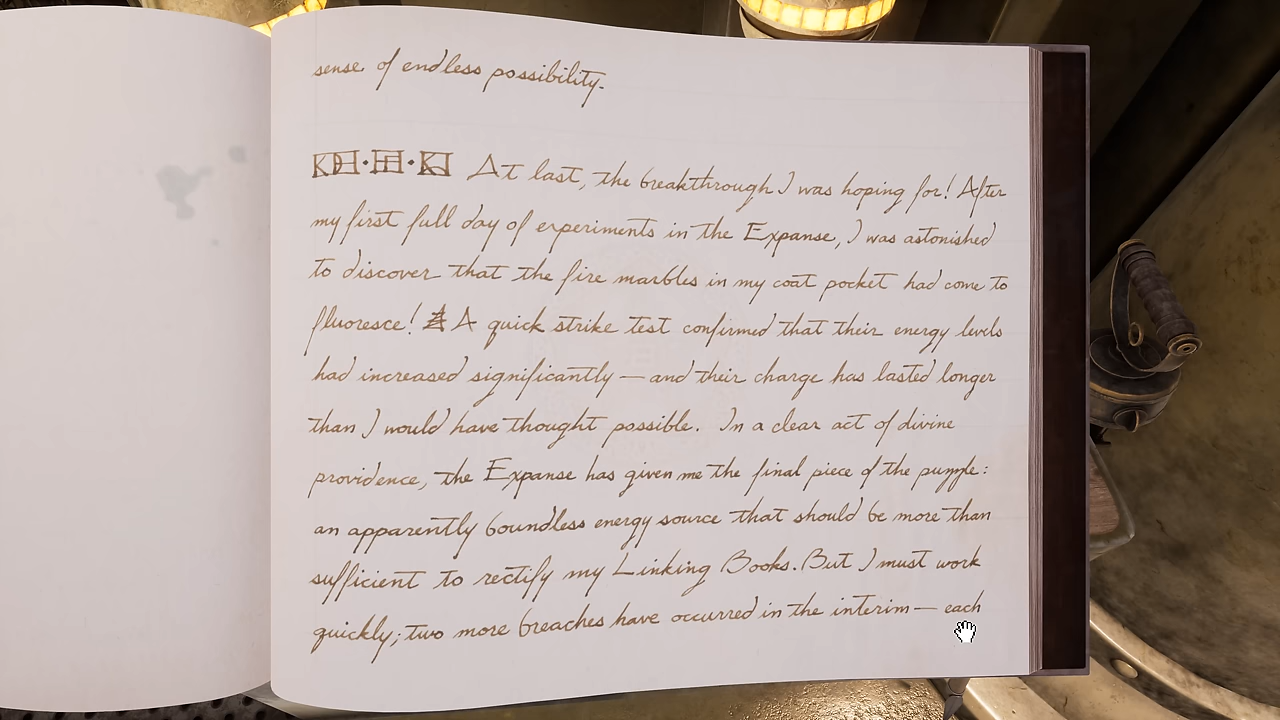 sense of endless possibility.
At last, the breakthrough I was hoping for! After
my first full day of experiments in the Expanse, I was astonished
to discover that the fire marbles in my coat pocket had come to
fluoresce! A quick strike test confirmed that their energy levels
had increased significantly — and their charge has lasted longer
than I would have thought possible. In a clear act of divine
providence, the Expanse has given me the final piece of the puzzle:
an apparently boundless energy source that should be more than
sufficient to rectify my Linking Books. But I must work
quickly; two more breaches have occurred in the interim — each